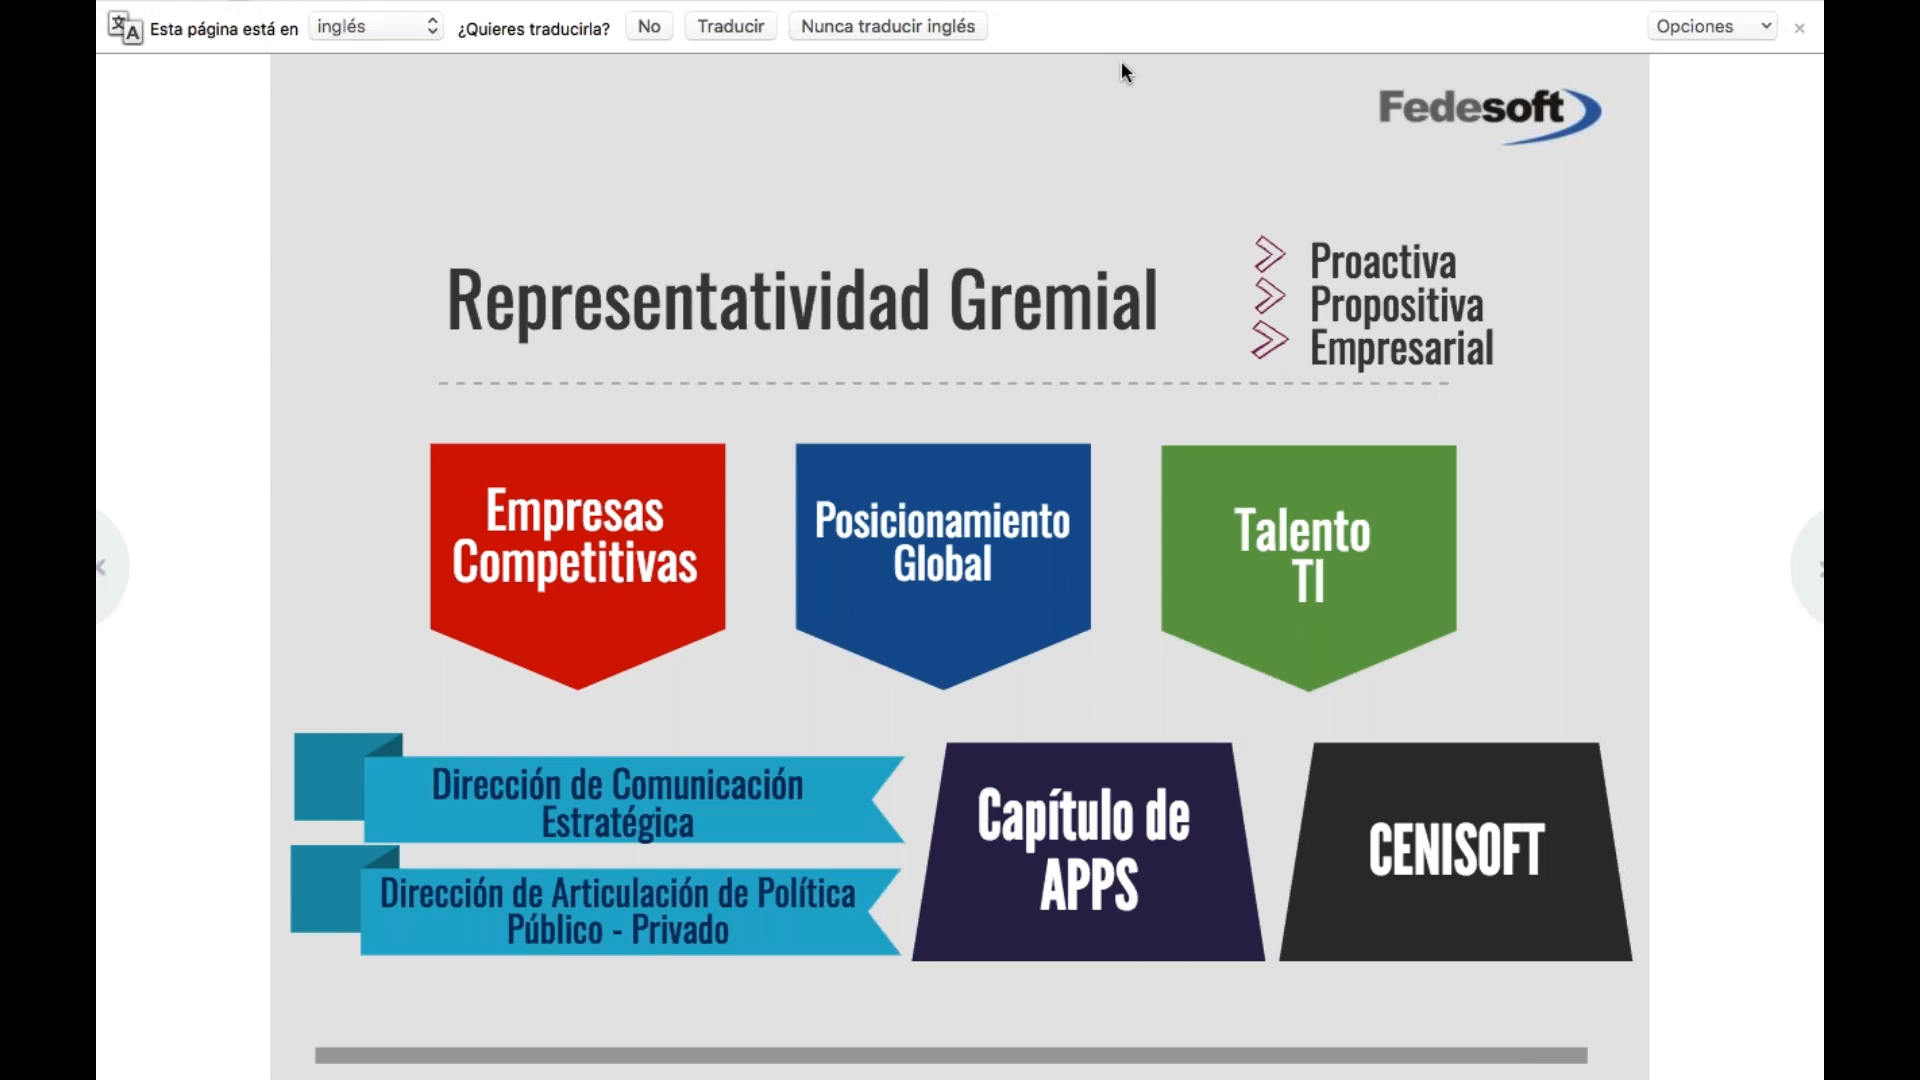 Esta página está en inglés ¿Quieres traducirla? No Traducir Nunca traducir inglés Opciones
Fedesoft
Representatividad Gremial
Proactiva
Propositiva
Empresarial
Empresas
Competitivas
Posicionamiento
Global
Talento
TI
Dirección de Comunicación
Estratégica
Dirección de Articulación de Política
Público - Privado
Capítulo de
APPS
CENISOFT